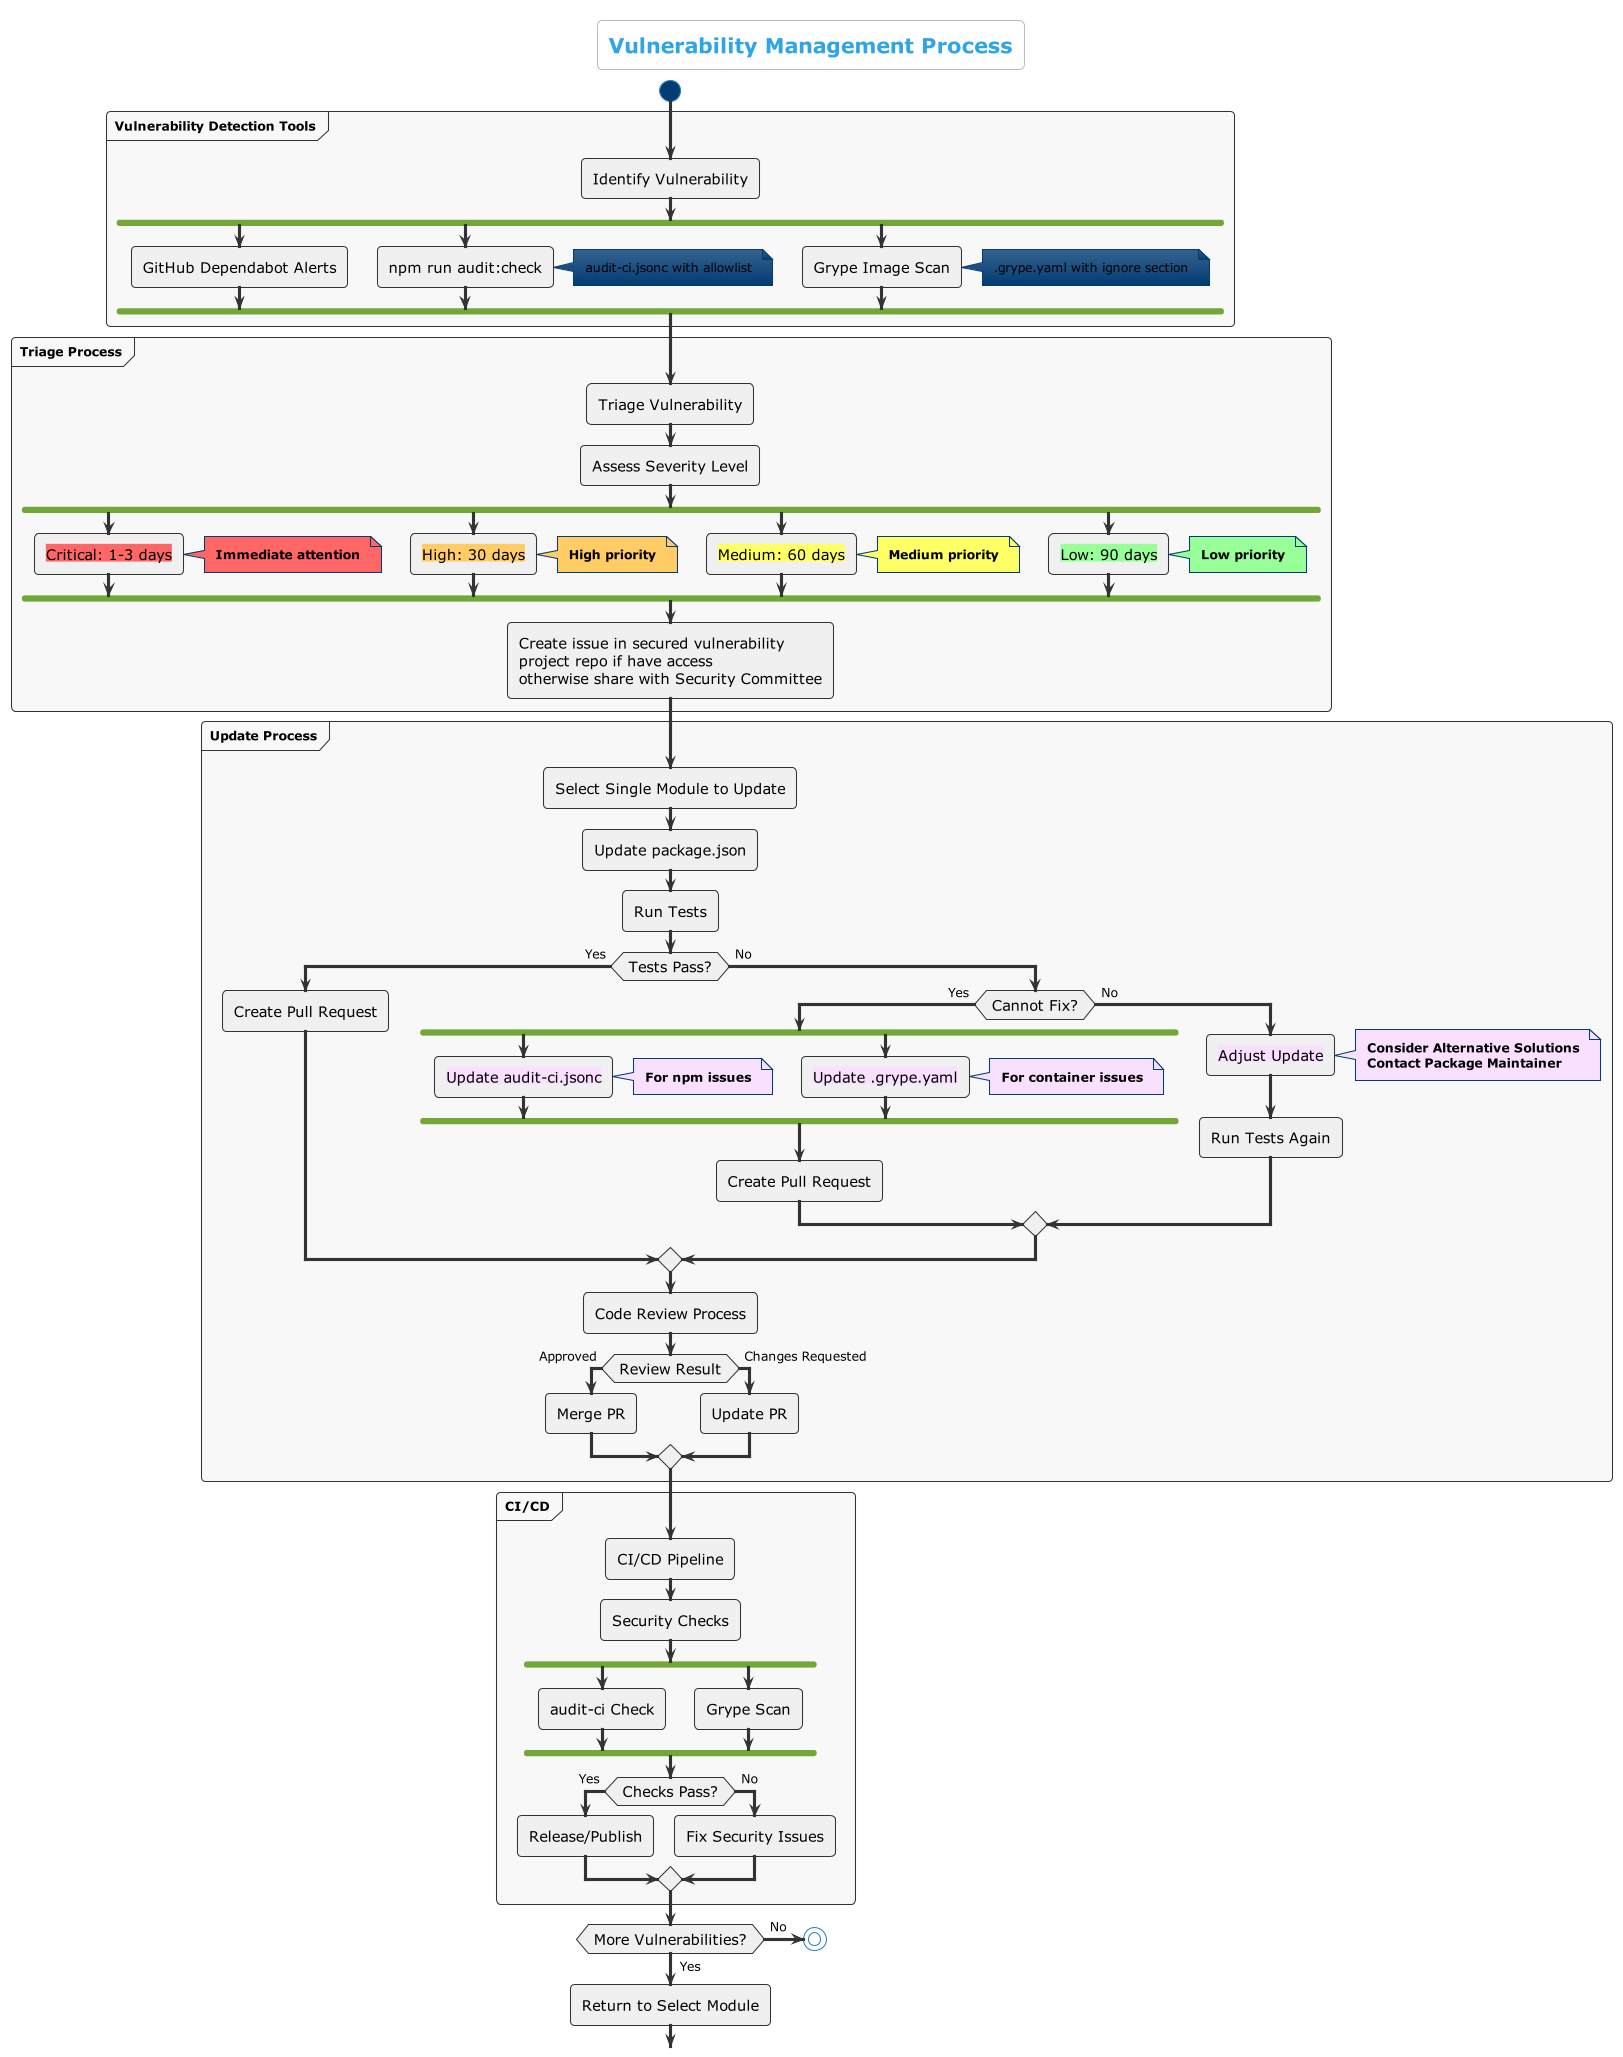 Vulnerability Management Process
Vulnerability Detection Tools
Identify Vulnerability
GitHub Dependabot Alerts
npm run audit:check
audit-ci.jsonc with allowlist
Grype Image Scan
.grype.yaml with ignore section
Triage Process
Triage Vulnerability
Assess Severity Level
Critical: 1-3 days
Immediate attention
High: 30 days
High priority
Medium: 60 days
Medium priority
Low: 90 days
Low priority
Create issue in secured vulnerability
project repo if have access
otherwise share with Security Committee
Update Process
Select Single Module to Update
Update package.json
Run Tests
Yes
Tests Pass?
No
Create Pull Request
Yes
Cannot Fix?
No
Update audit-ci.jsonc
For npm issues
Update .grype.yaml
For container issues
Adjust Update
Consider Alternative Solutions
Contact Package Maintainer
Run Tests Again
Create Pull Request
Code Review Process
Approved
Review Result
Changes Requested
Merge PR
Update PR
CI/CD
CI/CD Pipeline
Security Checks
audit-ci Check
Grype Scan
Yes
Checks Pass?
No
Release/Publish
Fix Security Issues
More Vulnerabilities?
No
Yes
Return to Select Module